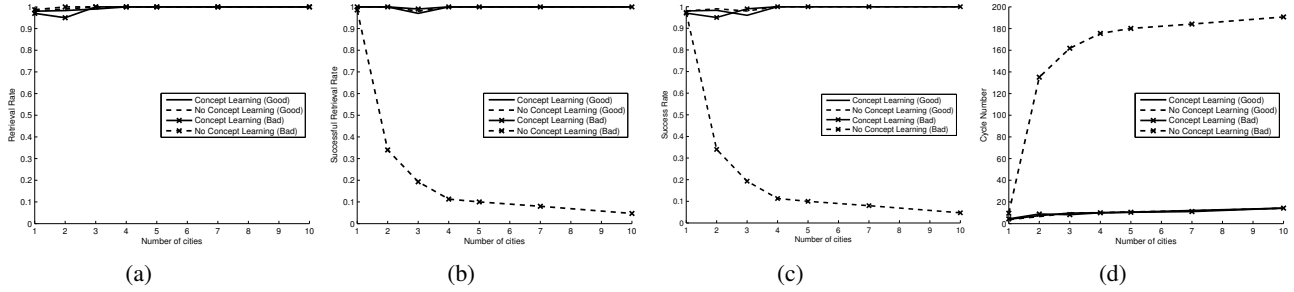 1
0.9
0.8
0.7
0.6
0.5
0.4
0.3
0.2
0.1
0
Retrieval Rate
Concept Learning (Good)
No Concept Learning (Good)
Concept Learning (Bad)
No Concept Learning (Bad)
1 2 3 4 5 7 10
Number of cities
(a)
1
0.9
0.8
0.7
0.6
0.5
0.4
0.3
0.2
0.1
0
Successful Retrieval Rate
Concept Learning (Good)
No Concept Learning (Good)
Concept Learning (Bad)
No Concept Learning (Bad)
1 2 3 4 5 7 10
Number of cities
(b)
1
0.9
0.8
0.7
0.6
0.5
0.4
0.3
0.2
0.1
0
Success Rate
Concept Learning (Good)
No Concept Learning (Good)
Concept Learning (Bad)
No Concept Learning (Bad)
1 2 3 4 5 6 7 8 9 10
Number of cities
(c)
200
180
160
140
120
100
80
60
40
20
0
Cycle Number
Concept Learning (Good)
No Concept Learning (Good)
Concept Learning (Bad)
No Concept Learning (Bad)
1 2 3 4 5 6 7 8 9 10
Number of cities
(d)